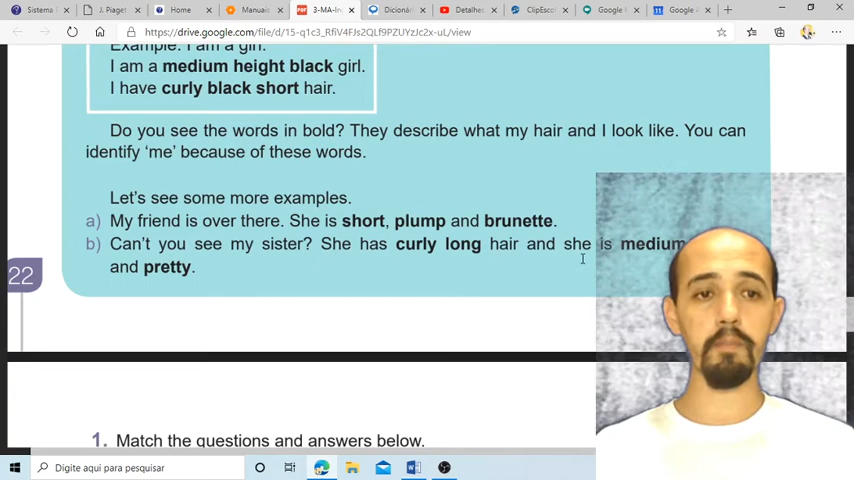 Sistema
J. Piaget
Home
Manuais
3-MA-In
Dicionári
Detalhes
ClipEscol
Google
Google
https://drive.google.com/file/d/15-q1c3_RfiV4FJs2QLf9PZUYzJc2x-uL/view
Example: I am a girl.
I am a medium height black girl.
I have curly black short hair.
Do you see the words in bold? They describe what my hair and I look like. You can
identify ‘me’ because of these words.
Let’s see some more examples.
a) My friend is over there. She is short, plump and brunette.
b) Can’t you see my sister? She has curly long hair and she is medium
and pretty.
22
1. Match the questions and answers below.
Digite aqui para pesquisar